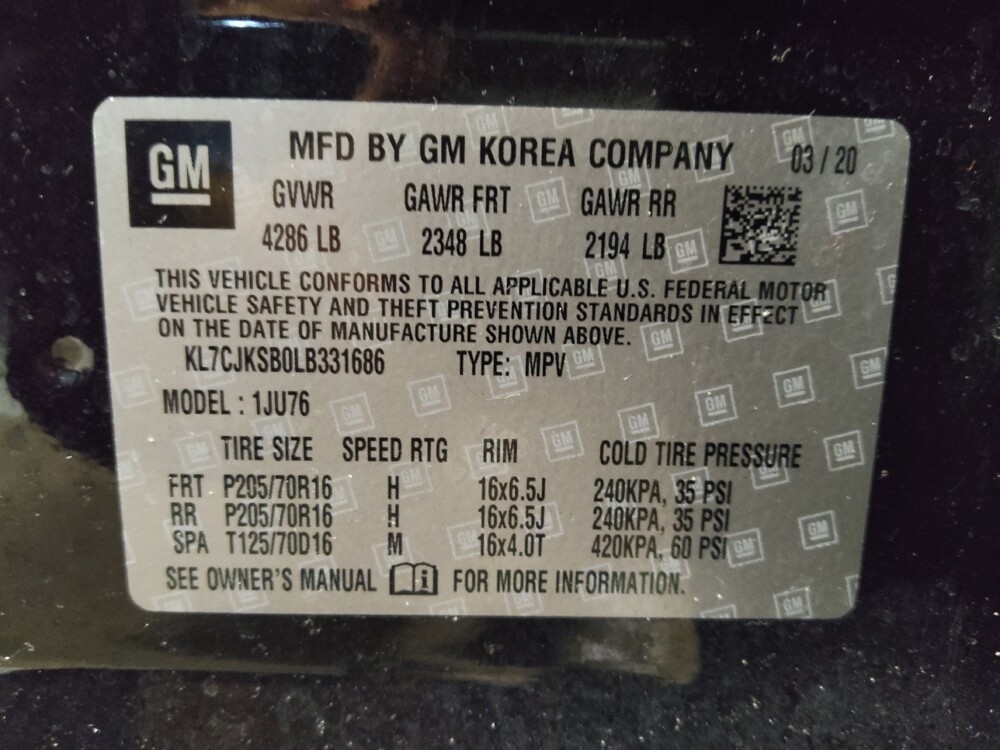 GM
MFD BY GM KOREA COMPANY 03 / 20
GVWR GAWR FRT GAWR RR
4286 LB 2348 LB 2194 LB
THIS VEHICLE CONFORMS TO ALL APPLICABLE U.S. FEDERAL MOTOR
VEHICLE SAFETY AND THEFT PREVENTION STANDARDS IN EFFECT
ON THE DATE OF MANUFACTURE SHOWN ABOVE.
KL7CJKSB0LB331686 TYPE: MPV
MODEL : 1JU76
TIRE SIZE SPEED RTG RIM COLD TIRE PRESSURE
FRT P205/70R16 H 16x6.5J 240KPA, 35 PSI
RR P205/70R16 H 16x6.5J 240KPA, 35 PSI
SPA T125/70D16 M 16x4.0T 420KPA, 60 PSI
SEE OWNER'S MANUAL i FOR MORE INFORMATION.